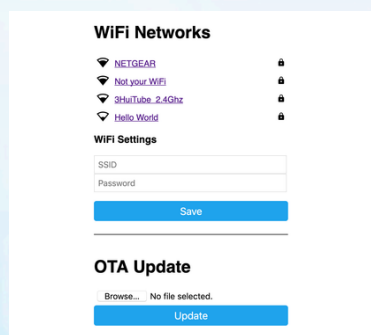 WiFi Networks
NETGEAR
Not your WiFi
3HuiTube_2.4Ghz
Hello World
WiFi Settings
SSID
Password
Save
OTA Update
Browse... No file selected.
Update